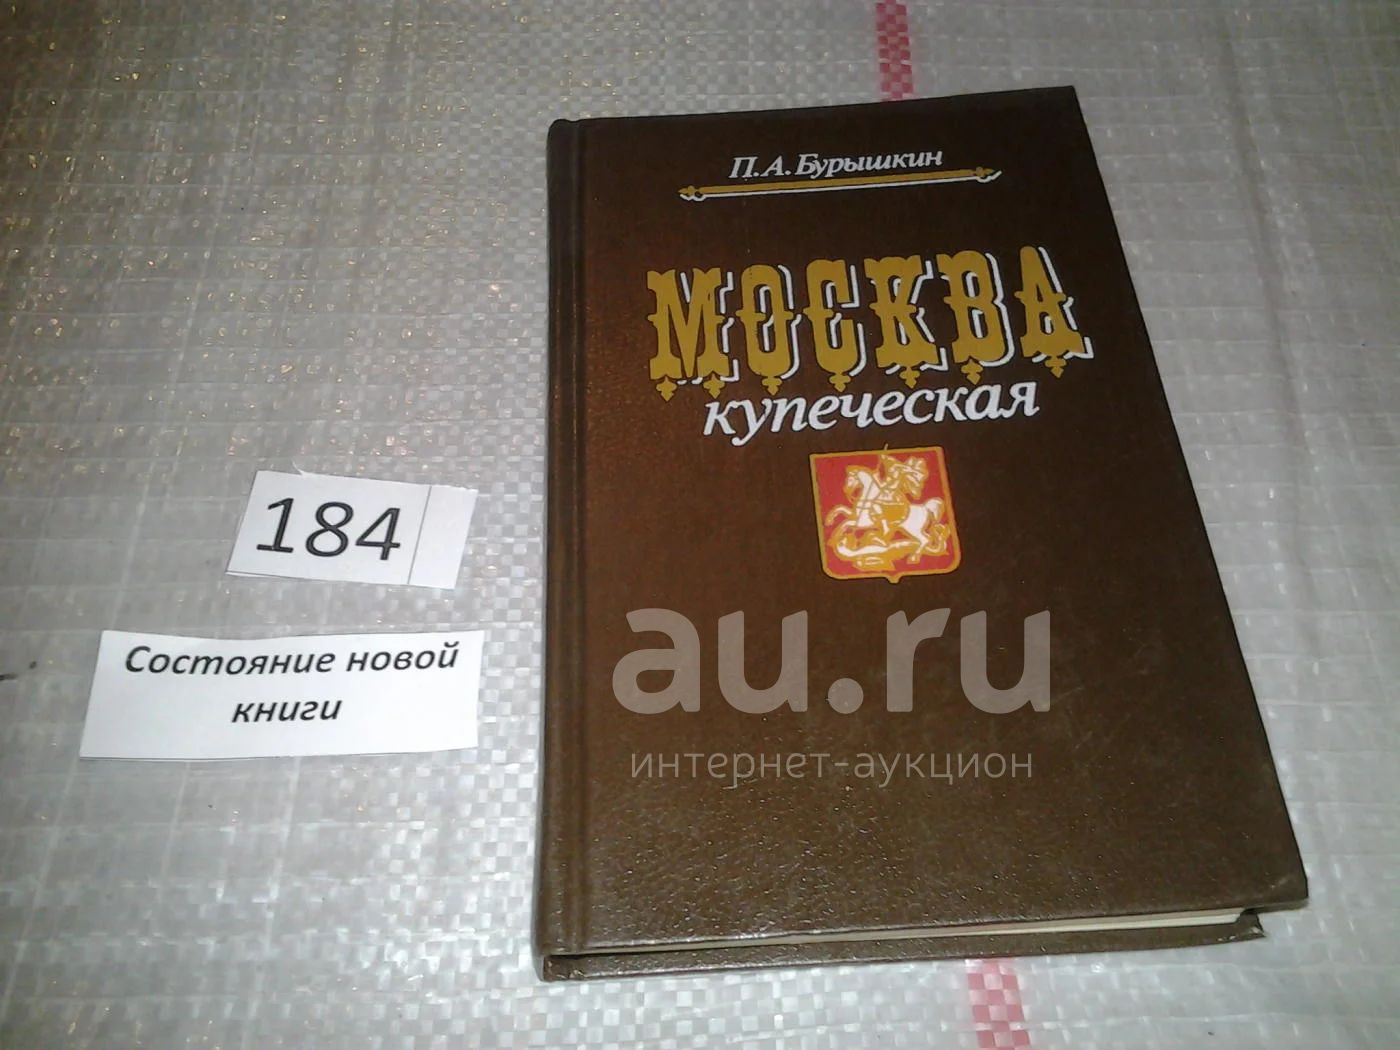 П. А. Бурышкин
МОСКВА
купеческая
184
Состояние новой
книги
au.ru
интернет-аукцион